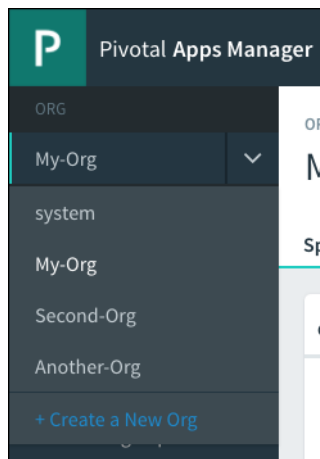 P
Pivotal Apps Manager
ORG
My-Org
system
My-Org
Second-Org
Another-Org
+ Create a New Org